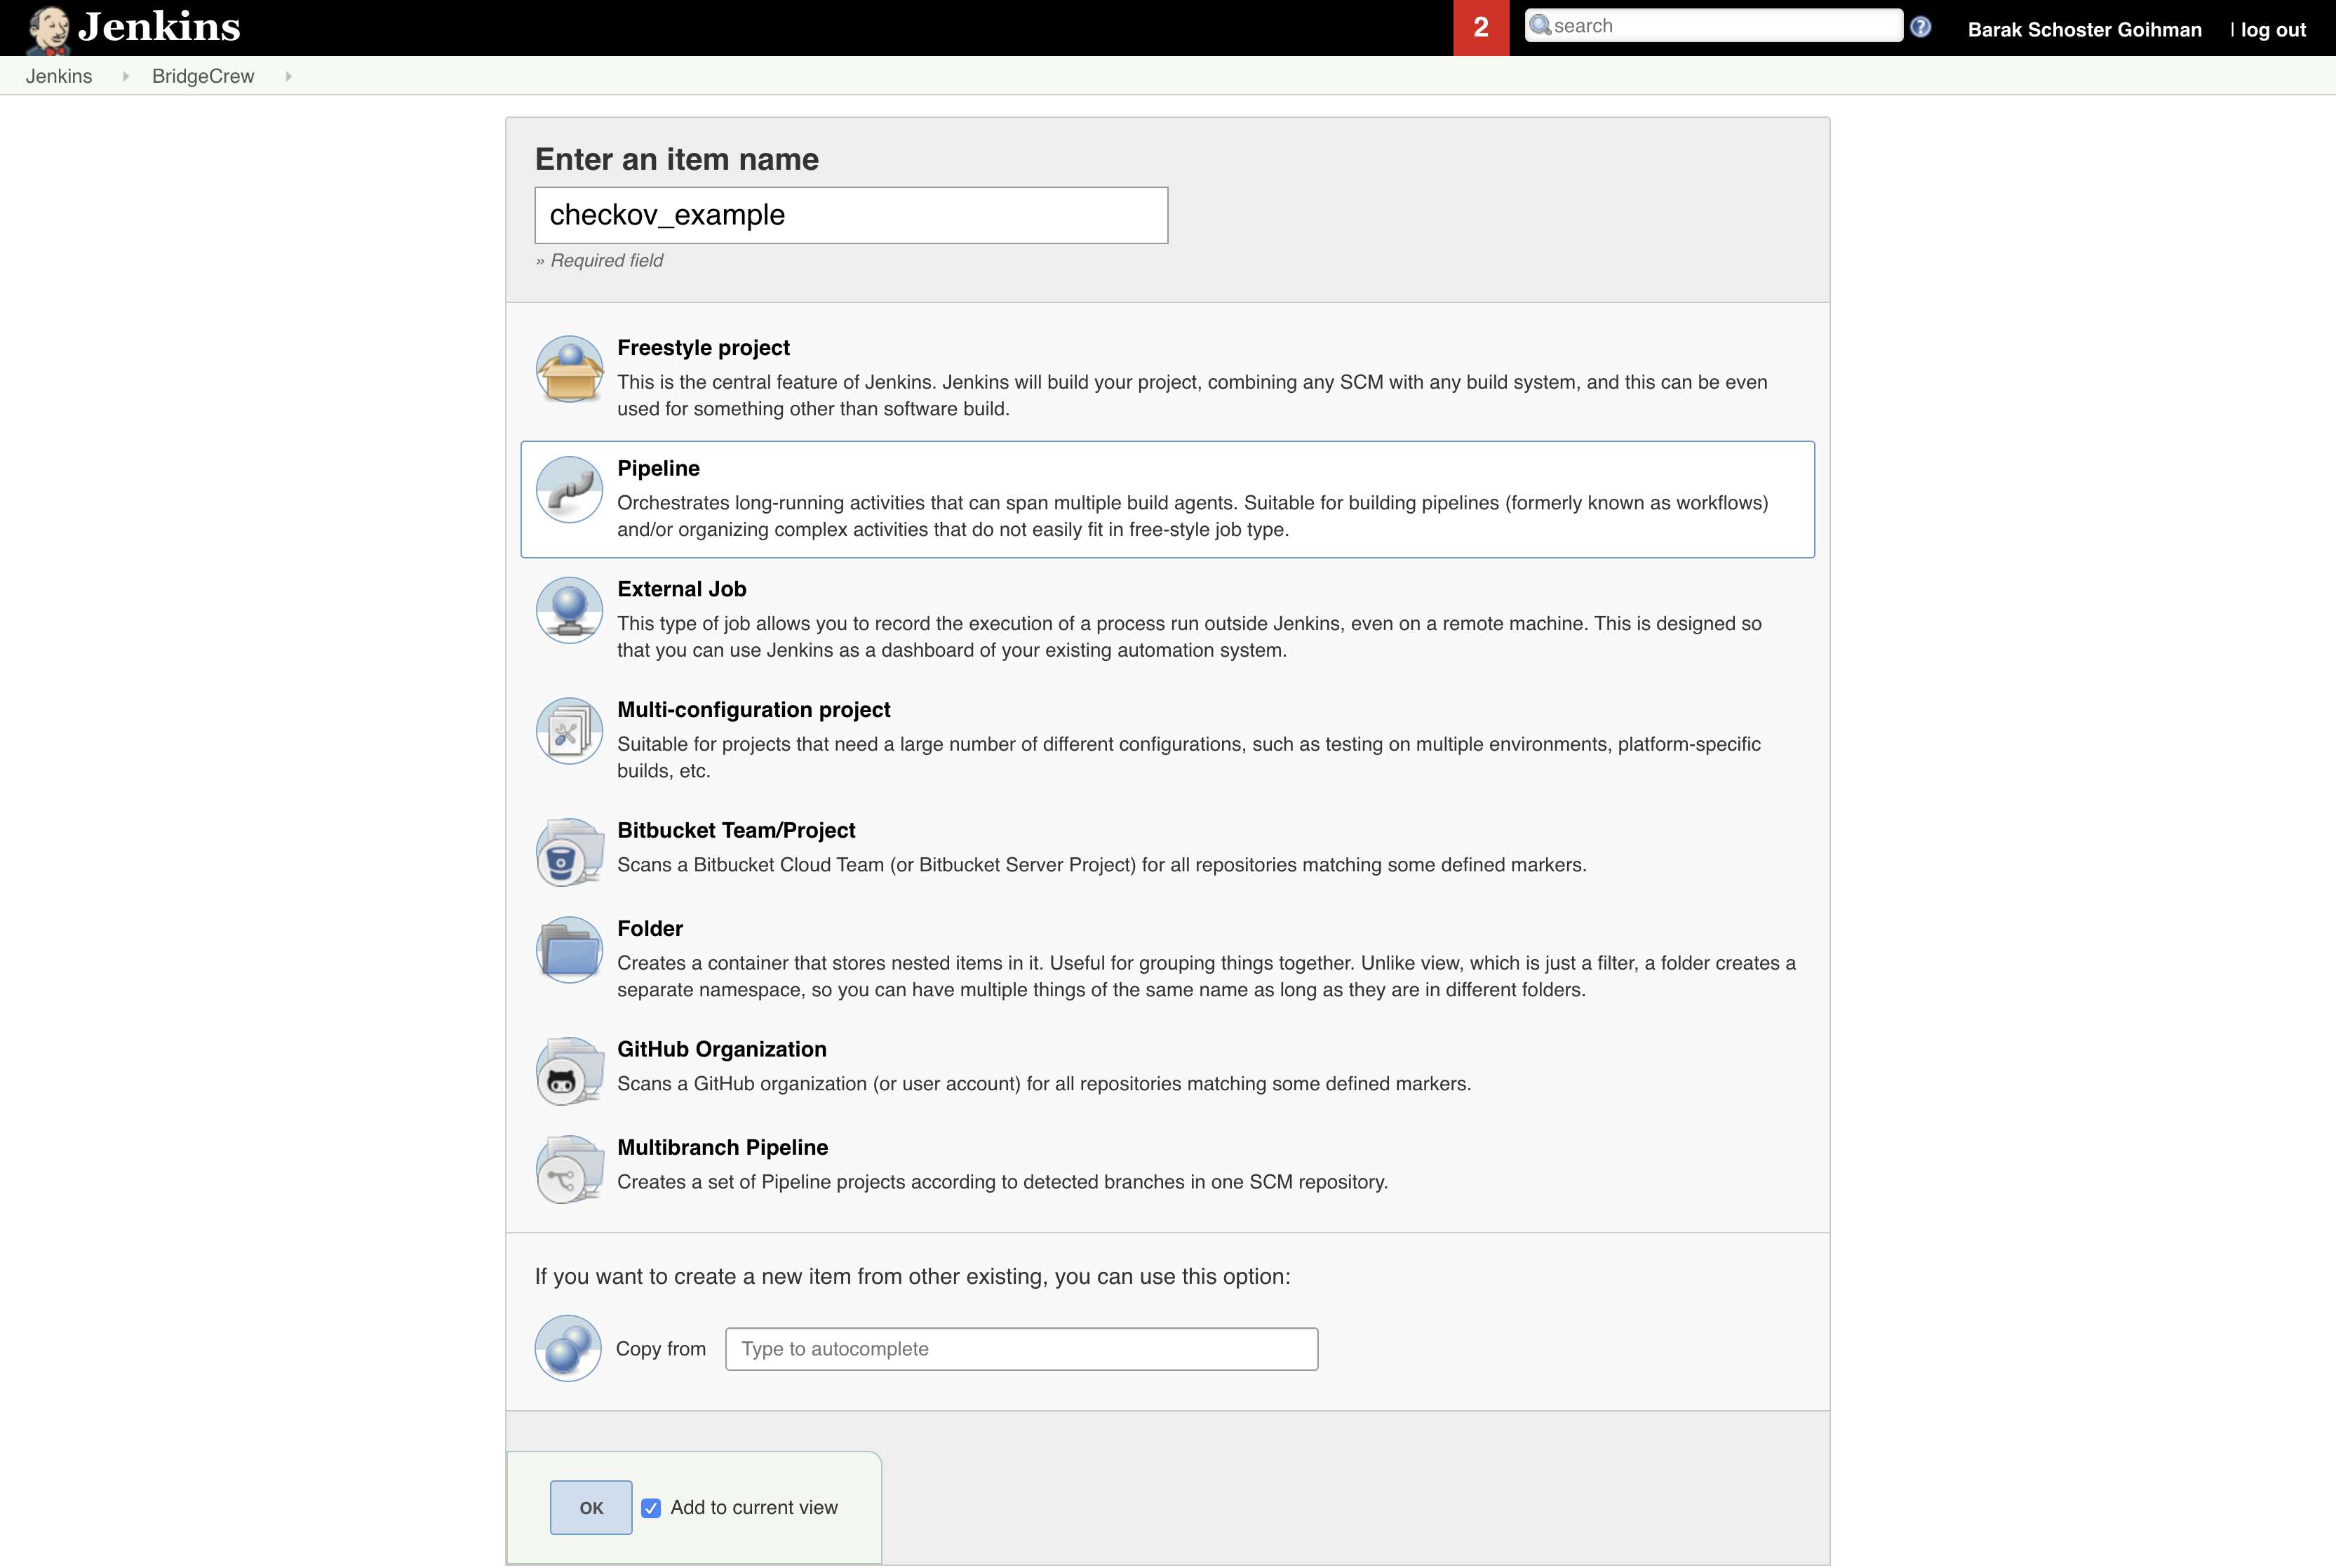 Jenkins
2
search
Barak Schoster Goihman
| log out
Jenkins
BridgeCrew
Enter an item name
checkov_example
» Required field
Freestyle project
This is the central feature of Jenkins. Jenkins will build your project, combining any SCM with any build system, and this can be even
used for something other than software build.
Pipeline
Orchestrates long-running activities that can span multiple build agents. Suitable for building pipelines (formerly known as workflows)
and/or organizing complex activities that do not easily fit in free-style job type.
External Job
This type of job allows you to record the execution of a process run outside Jenkins, even on a remote machine. This is designed so
that you can use Jenkins as a dashboard of your existing automation system.
Multi-configuration project
Suitable for projects that need a large number of different configurations, such as testing on multiple environments, platform-specific
builds, etc.
Bitbucket Team/Project
Scans a Bitbucket Cloud Team (or Bitbucket Server Project) for all repositories matching some defined markers.
Folder
Creates a container that stores nested items in it. Useful for grouping things together. Unlike view, which is just a filter, a folder creates a
separate namespace, so you can have multiple things of the same name as long as they are in different folders.
GitHub Organization
Scans a GitHub organization (or user account) for all repositories matching some defined markers.
Multibranch Pipeline
Creates a set of Pipeline projects according to detected branches in one SCM repository.
If you want to create a new item from other existing, you can use this option:
Copy from
Type to autocomplete
OK
Add to current view